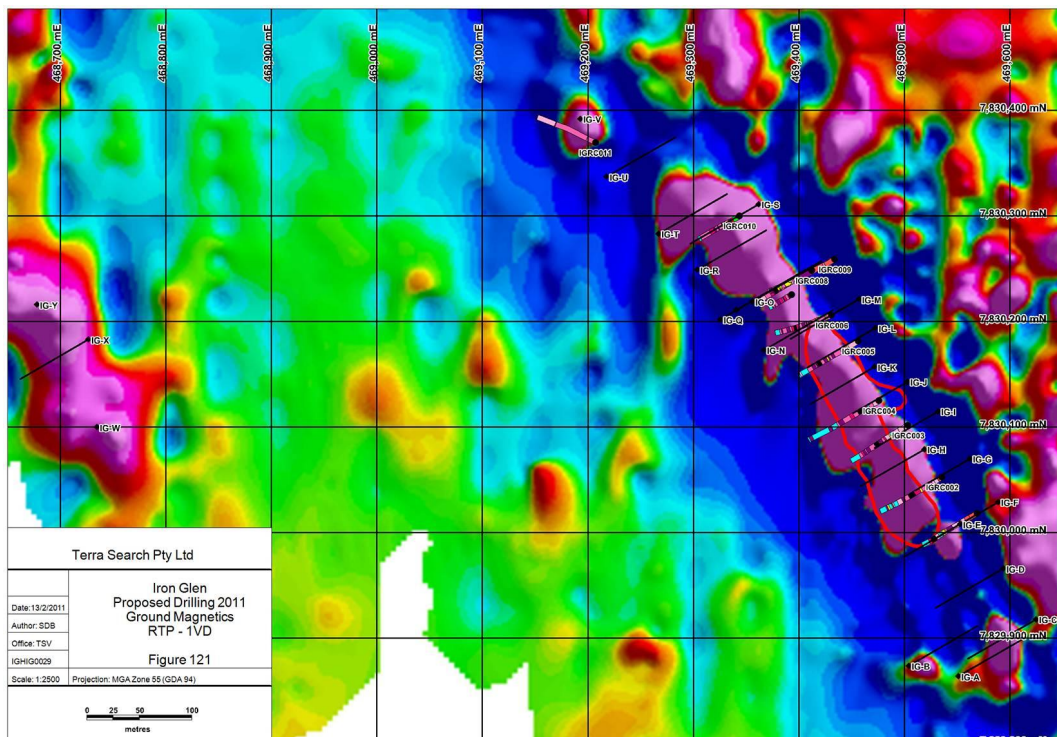 468,700 mE
468,800 mE
468,900 mE
469,000 mE
469,100 mE
469,200 mE
469,300 mE
469,400 mE
469,500 mE
469,600 mE
7,830,400 mN
IG-V
IGRC011
IG-U
7,830,300 mN
IG-S
IGRC010
IG-T
IG-R
IGRC009
IGRC008
IG-O
IG-M
IG-Y
IG-Q
7,830,200 mN
IGRC006
IG-L
IG-X
IG-N
IGRC005
IG-K
IG-J
IGRC004
IG-I
7,830,100 mN
IG-W
IGRC003
IG-H
IG-G
IGRC002
IG-F
IG-E
7,830,000 mN
IG-D
IG-C
7,829,900 mN
IG-B
IG-A
Terra Search Pty Ltd
Date:13/2/2011
Author: SDB
Office: TSV
IGHIG0029
Scale: 1:2500
Iron Glen
Proposed Drilling 2011
Ground Magnetics
RTP - 1VD
Figure 121
Projection: MGA Zone 55 (GDA 94)
0 25 50 100
metres